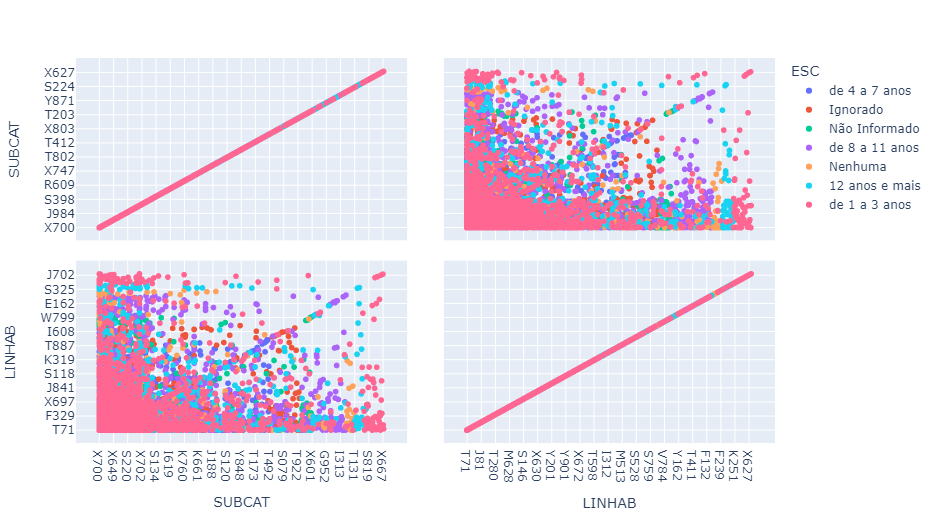 SUBCAT
X627
S224
Y871
T203
X803
T412
T802
X747
R609
S398
J984
X700
ESC
de 4 a 7 anos
Ignorado
Não Informado
de 8 a 11 anos
Nenhuma
12 anos e mais
de 1 a 3 anos
LINHAB
J702
S325
E162
W799
I608
T887
K319
S118
J841
X697
F329
T71
X700
X649
S220
X702
S134
I619
K760
K661
J188
S120
Y848
T173
T492
S079
T922
X601
G952
I313
T131
S819
X667
SUBCAT
T71
J81
T280
M628
S146
X630
Y201
Y901
X672
T598
I312
M513
S528
S759
V784
Y162
T411
F132
F239
K251
X627
LINHAB